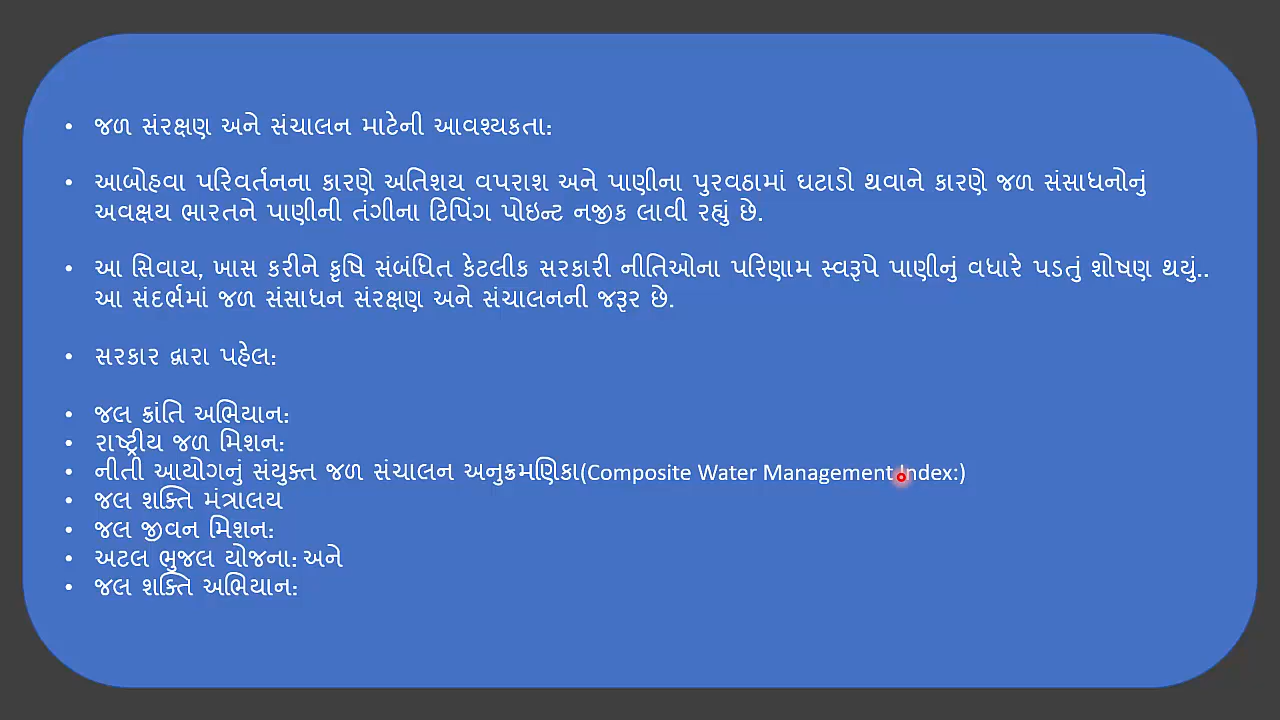 • જળ સંરક્ષણ અને સંચાલન માટેની આવશ્યકતા:
• આબોહવા પરિવર્તનના કારણે અતિશય વપરાશ અને પાણીના પુરવઠામાં ઘટાડો થવાને કારણે જળ સંસાધનોનું
અવક્ષય ભારતને પાણીની તંગીના ટિપિંગ પોઇન્ટ નજીક લાવી રહ્યું છે.
• આ સિવાય, ખાસ કરીને કૃષિ સંબંધિત કેટલીક સરકારી નીતિઓના પરિણામ સ્વરૂપે પાણીનું વધારે પડતું શોષણ થયું..
આ સંદર્ભમાં જળ સંસાધન સંરક્ષણ અને સંચાલનની જરૂર છે.
• સરકાર દ્વારા પહેલ:
• જલ ક્રાંતિ અભિયાન:
• રાષ્ટ્રીય જળ મિશન:
• નીતી આયોગનું સંયુક્ત જળ સંચાલન અનુક્રમણિકા(Composite Water Management Index:)
• જલ શક્તિ મંત્રાલય
• જલ જીવન મિશન:
• અટલ ભુજલ યોજના: અને
• જલ શક્તિ અભિયાન: